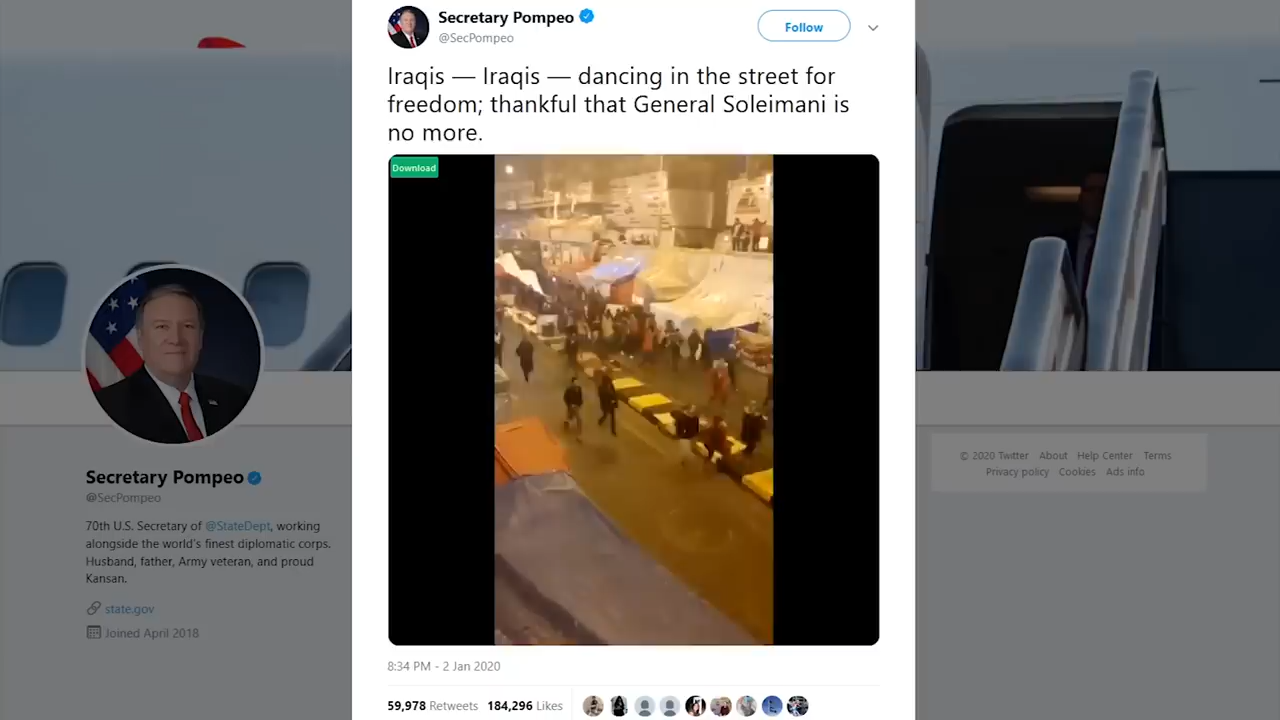 Secretary Pompeo
@SecPompeo
Follow
Iraqis — Iraqis — dancing in the street for
freedom; thankful that General Soleimani is
no more.
Download
8:34 PM - 2 Jan 2020
59,978 Retweets 184,296 Likes
Secretary Pompeo
@SecPompeo
70th U.S. Secretary of @StateDept, working
alongside the world's finest diplomatic corps.
Husband, father, Army veteran, and proud
Kansan.
state.gov
Joined April 2018
© 2020 Twitter About Help Center Terms
Privacy policy Cookies Ads info